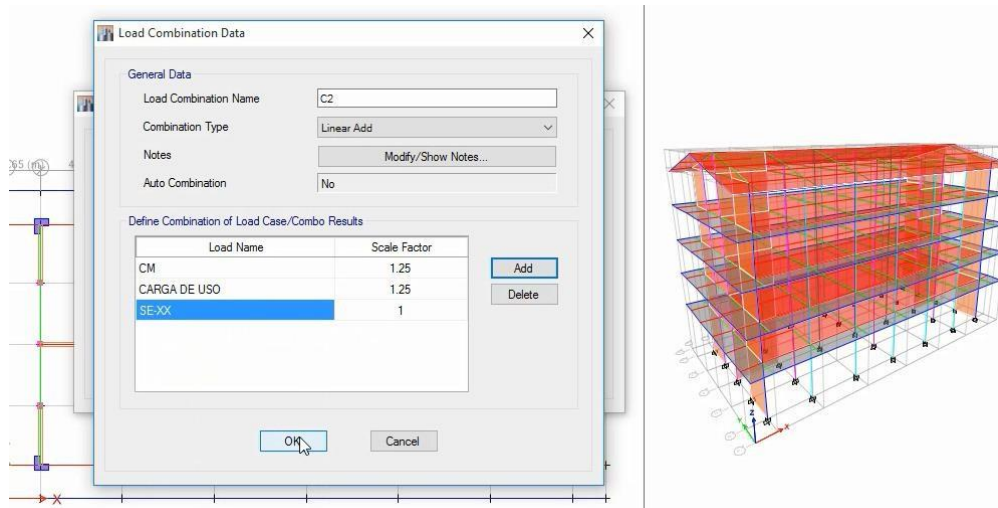 Load Combination Data
General Data
Load Combination Name C2
Combination Type Linear Add
Notes Modify/Show Notes...
Auto Combination No
Define Combination of Load Case/Combo Results
Load Name Scale Factor
CM 1.25
CARGA DE USO 1.25
SE-XX 1
Add
Delete
OK Cancel
X
Z
Y
X